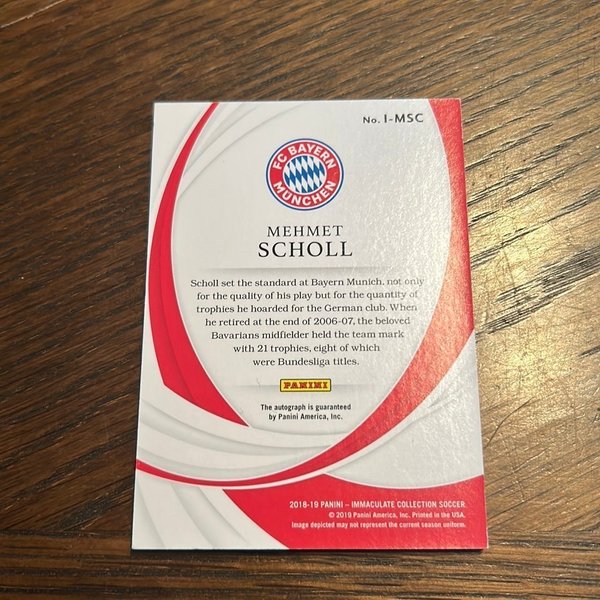 No. I-MSC
FC BAYERN
MÜNCHEN
MEHMET
SCHOLL
Scholl set the standard at Bayern Munich, not only
for the quality of his play but for the quantity of
trophies he hoarded for the German club. When
he retired at the end of 2006-07, the beloved
Bavarians midfielder held the team mark
with 21 trophies, eight of which
were Bundesliga titles.
PANINI
The autograph is guaranteed
by Panini America, Inc.
2018-19 PANINI – IMMACULATE COLLECTION SOCCER
© 2019 Panini America, Inc. Printed in the USA.
Image depicted may not represent the current season uniform.